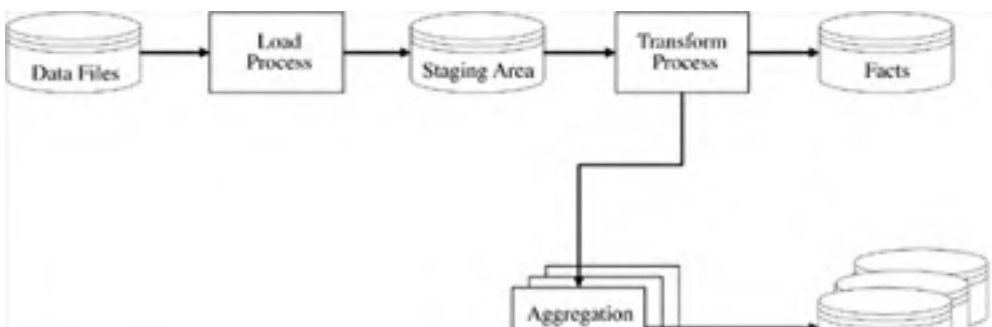 Data Files
Load
Process
Staging Area
Transform
Process
Facts
Aggregation